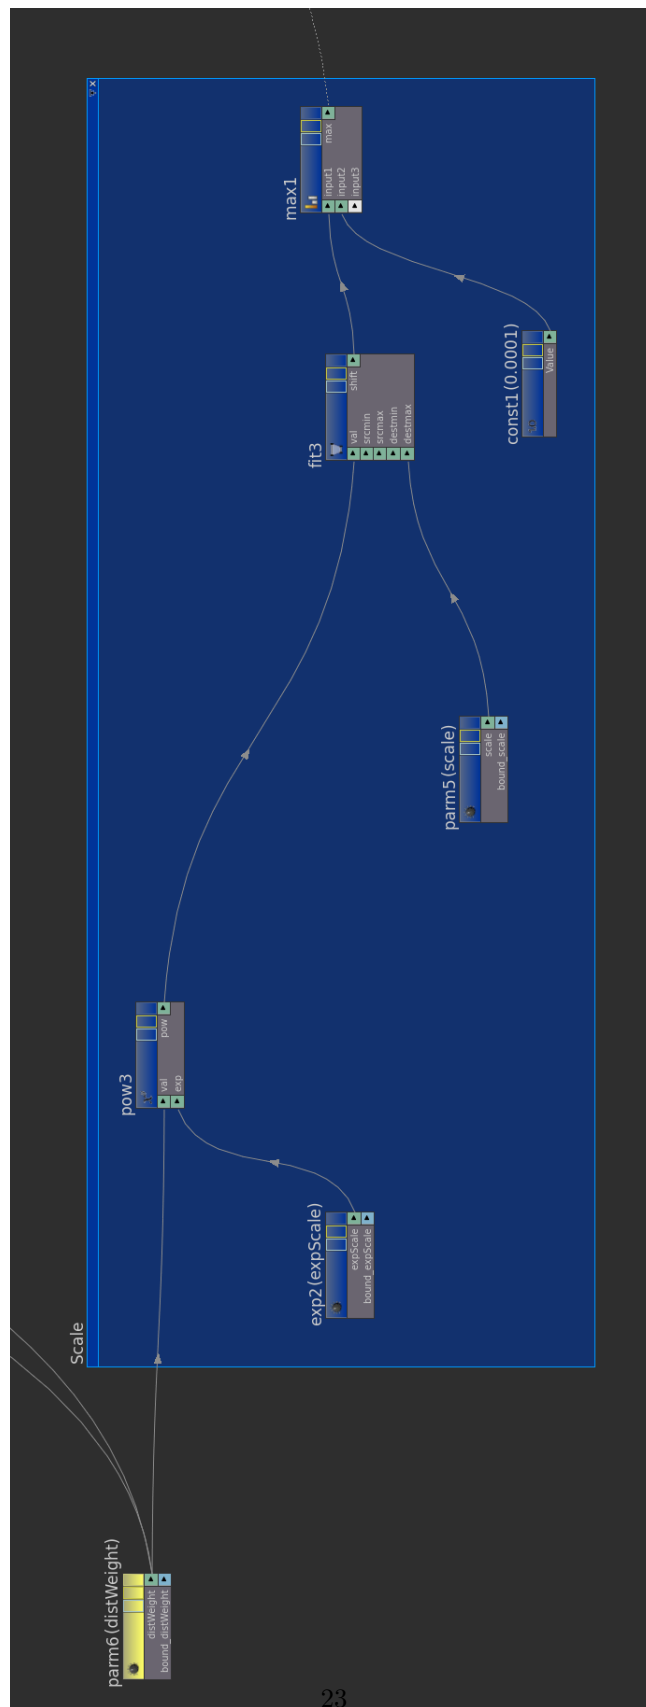 parm6(distWeight)
distWeight
bound_distWeight
Scale
pow3
val
exp
pow
exp2(expScale)
expScale
bound_expScale
parm5(scale)
scale
bound_scale
fit3
val
srcmin
srcmax
destmin
destmax
shift
const1(0.0001)
Value
max1
input1
input2
input3
max
23